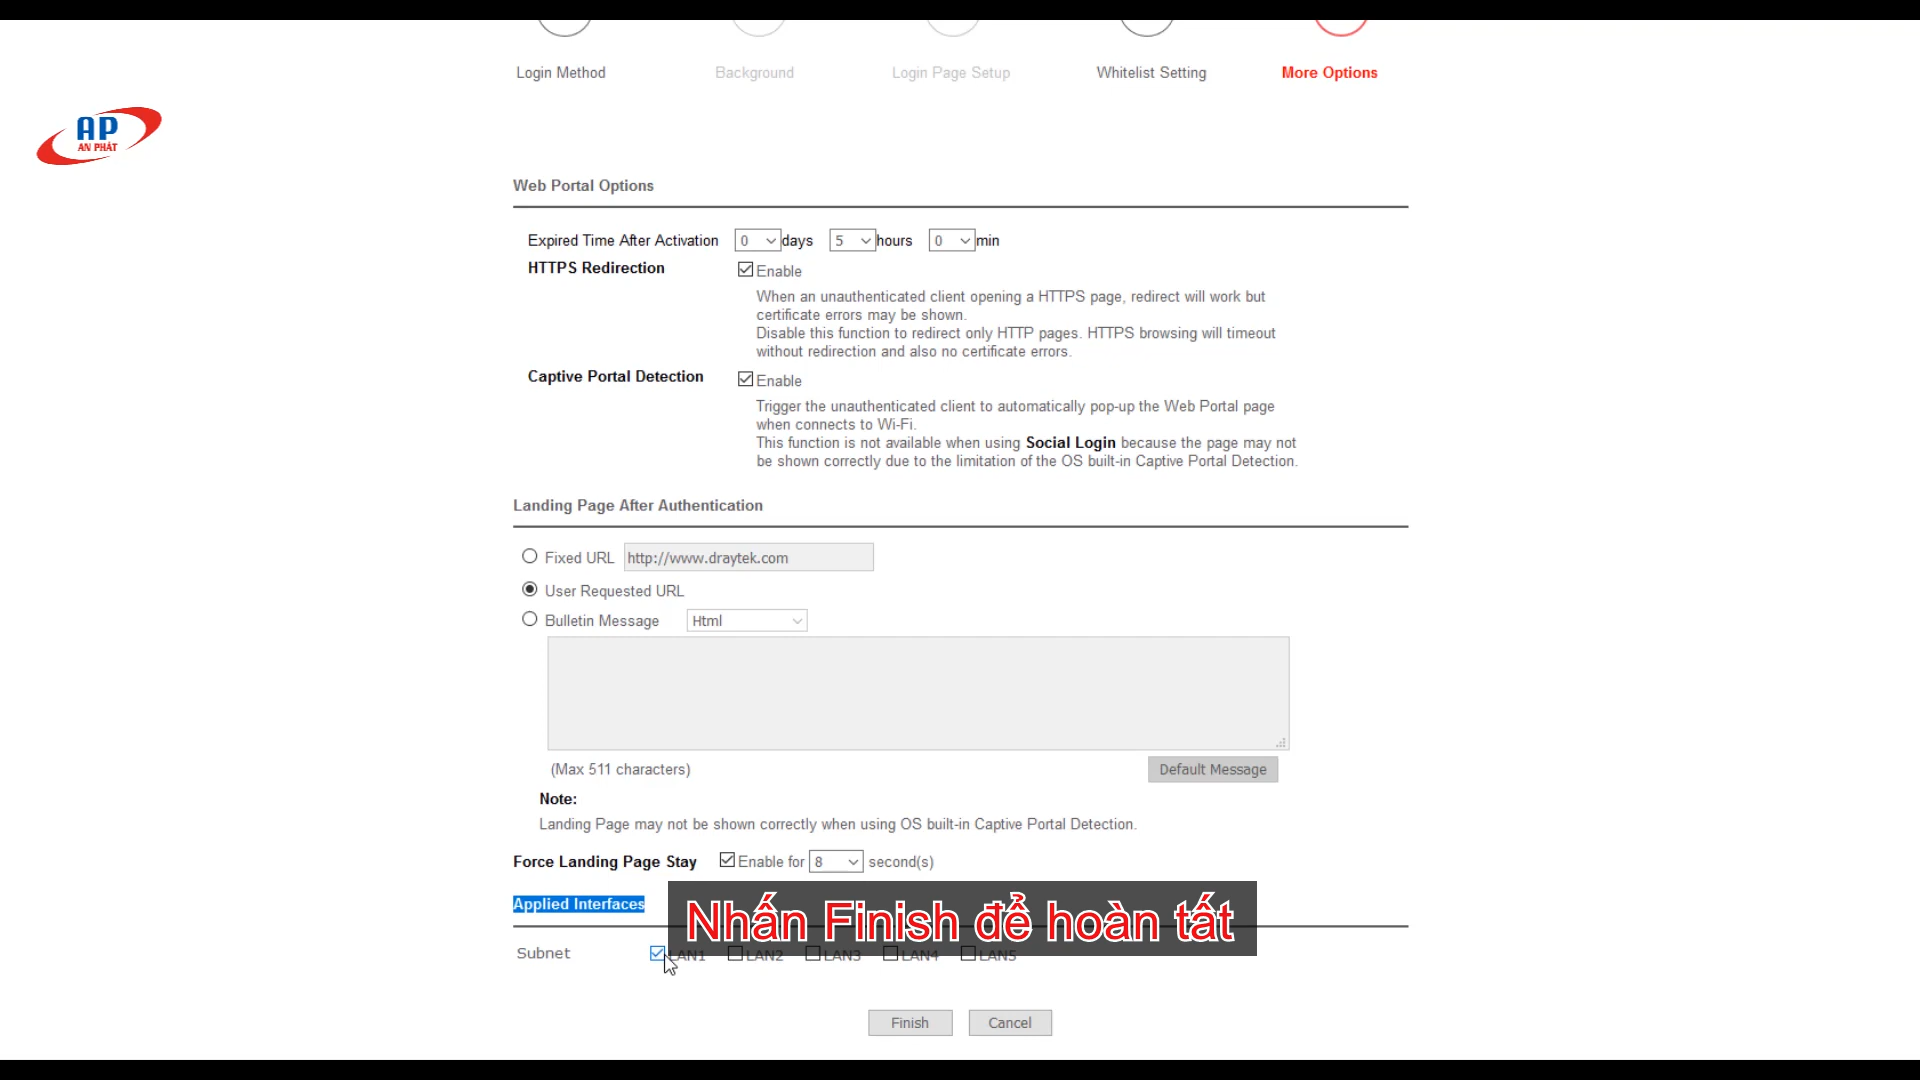 Login Method Background Login Page Setup Whitelist Setting More Options
AP
AN PHÁT
Web Portal Options
Expired Time After Activation 0 days 5 hours 0 min
HTTPS Redirection Enable
When an unauthenticated client opening a HTTPS page, redirect will work but
certificate errors may be shown.
Disable this function to redirect only HTTP pages. HTTPS browsing will timeout
without redirection and also no certificate errors.
Captive Portal Detection Enable
Trigger the unauthenticated client to automatically pop-up the Web Portal page
when connects to Wi-Fi.
This function is not available when using Social Login because the page may not
be shown correctly due to the limitation of the OS built-in Captive Portal Detection.
Landing Page After Authentication
Fixed URL http://www.draytek.com
User Requested URL
Bulletin Message Html
(Max 511 characters) Default Message
Note:
Landing Page may not be shown correctly when using OS built-in Captive Portal Detection.
Force Landing Page Stay Enable for 8 second(s)
Applied Interfaces
Nhấn Finish để hoàn tất
Subnet LAN1 LAN2 LAN3 LAN4 LAN5
Finish Cancel